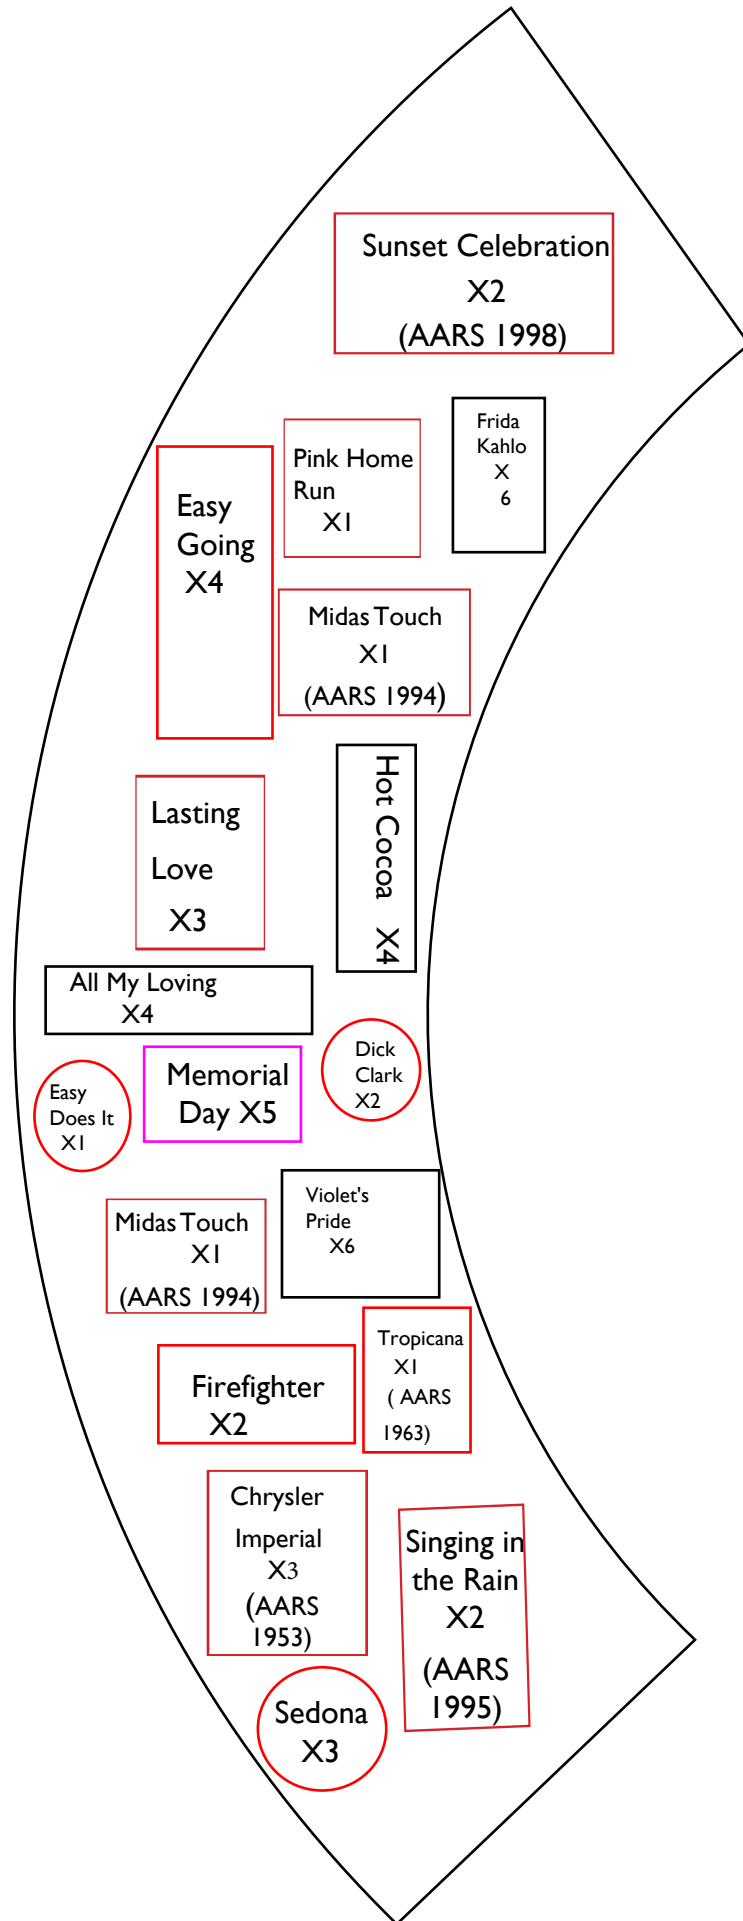 Sunset Celebration
X2
(AARS 1998)
Frida
Kahlo
X
6
Pink Home
Run
X1
Easy
Going
X4
Midas Touch
X1
(AARS 1994)
Hot Cocoa X4
Lasting
Love
X3
All My Loving
X4
Dick
Clark
X2
Memorial
Day X5
Easy
Does It
X1
Violet's
Pride
X6
Midas Touch
X1
(AARS 1994)
Tropicana
X1
( AARS
1963)
Firefighter
X2
Chrysler
Imperial
X3
(AARS
1953)
Singing in
the Rain
X2
(AARS
1995)
Sedona
X3